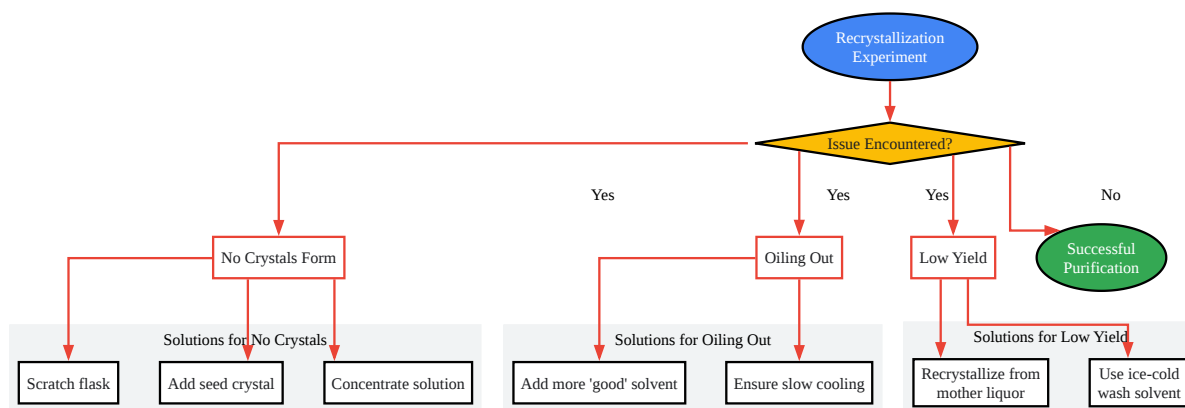 Recrystallization
Experiment
Issue Encountered?
Yes
Yes
Yes
No
No Crystals Form
Oiling Out
Low Yield
Successful
Purification
Solutions for No Crystals
Solutions for Oiling Out
Solutions for Low Yield
Scratch flask
Add seed crystal
Concentrate solution
Add more 'good' solvent
Ensure slow cooling
Recrystallize from
mother liquor
Use ice-cold
wash solvent